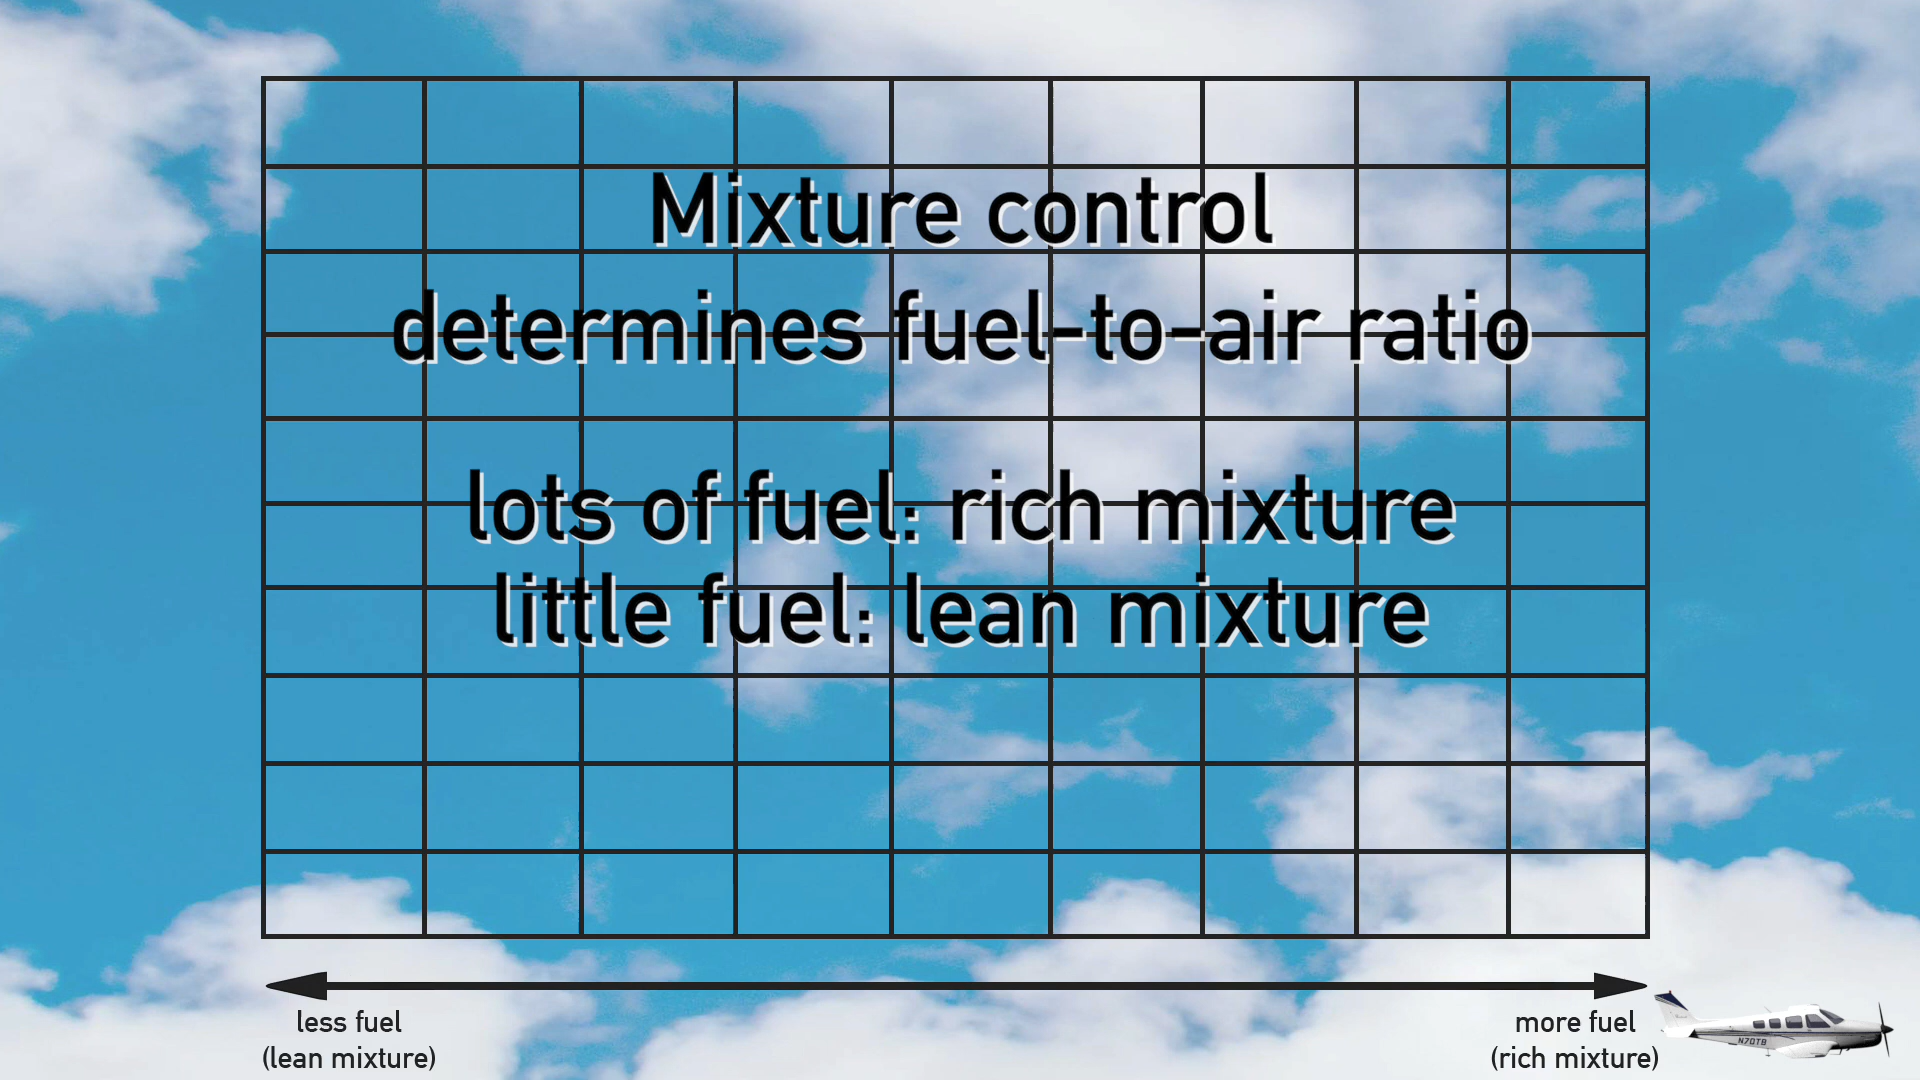 Mixture control
determines fuel-to-air ratio
lots of fuel: rich mixture
little fuel: lean mixture
less fuel
(lean mixture)
more fuel
(rich mixture)
N70TB